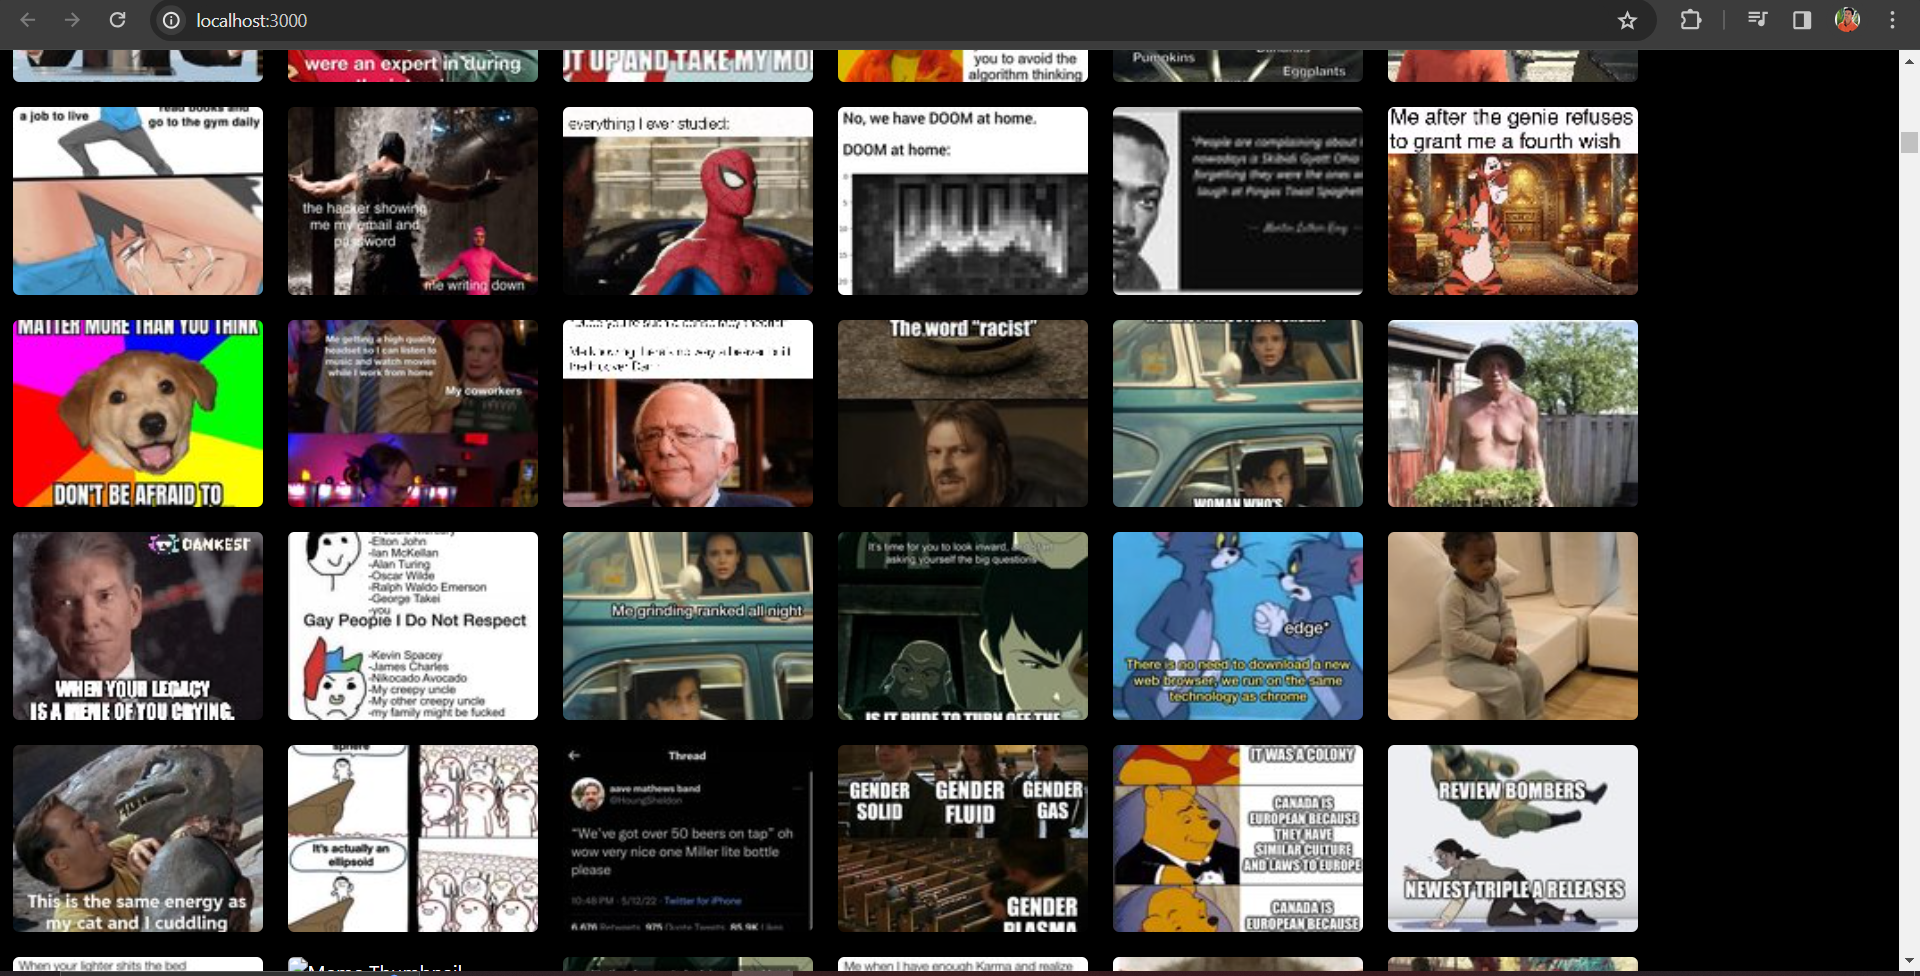 localhost:3000
were an expert in during
IT UP AND TAKE MY MO
you to avoid the
algorithm thinking
Pumpkins
Eggplants
a job to live
read books and
go to the gym daily
the hacker showing
me my email and
password
me writing down
everything I ever studied:
No, we have DOOM at home.
DOOM at home:
"People are complaining about
nowadays a Skibidi Gyatt Ohio
forgetting they were the ones w
laugh at Pingas Toast Spaghett
Martin Luther King
Me after the genie refuses
to grant me a fourth wish
MATTER MORE THAN YOU THINK
DON'T BE AFRAID TO
Me getting a high quality
headset so I can listen to
music and watch movies
while I work from home
My coworkers
The word "racist"
WOMAN WHO'S
DANKEST
WHEN YOUR LEGACY
IS A MEME OF YOU CRYING.
-Elton John
-Ian McKellan
-Alan Turing
-Oscar Wilde
-Ralph Waldo Emerson
-George Takei
-you
Gay People I Do Not Respect
-Kevin Spacey
-James Charles
-Nikocado Avocado
-My creepy uncle
-My other creepy uncle
-my family might be fucked
Me grinding ranked all night
It's time for you to look inward, and start
asking yourself the big questions
IS IT RUDE TO TURN OFF THE
edge*
There is no need to download a new
web browser, we run on the same
technology as chrome
This is the same energy as
my cat and I cuddling
sphere
It's actually an
ellipsoid
Thread
aave mathews band
@HoungSheldon
"We've got over 50 beers on tap" oh
wow very nice one Miller lite bottle
please
10:48 PM · 5/12/22 · Twitter for iPhone
6,676 Retweets 975 Quote Tweets 85.9K Likes
GENDER
SOLID
GENDER
FLUID
GENDER
GAS
GENDER
PLASMA
IT WAS A COLONY
CANADA IS
EUROPEAN BECAUSE
THEY HAVE
SIMILAR CULTURE
AND LAWS TO EUROPE
CANADA IS
EUROPEAN BECAUSE
REVIEW BOMBERS
NEWEST TRIPLE A RELEASES
When your lighter shits the bed
Meme Thumbnail
Me when I have enough Karma and realize